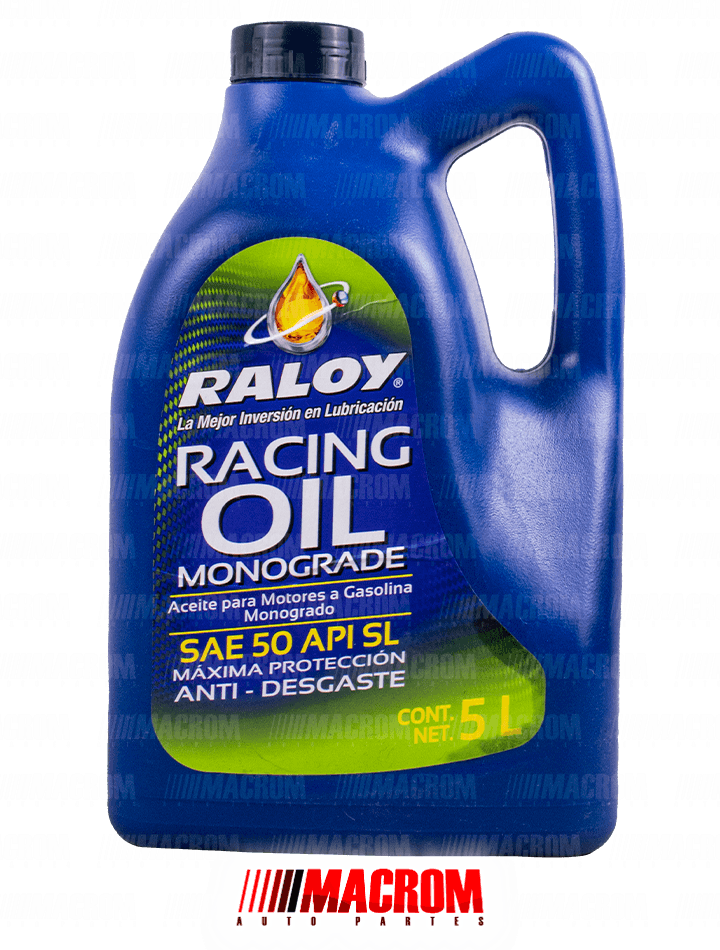 RALOY®
La Mejor Inversión en Lubricación
RACING
OIL
MONOGRADE
Aceite para Motores a Gasolina
Monogrado
SAE 50 API SL
MÁXIMA PROTECCIÓN
ANTI - DESGASTE
CONT. NET. 5 L
MACROM
AUTO PARTES